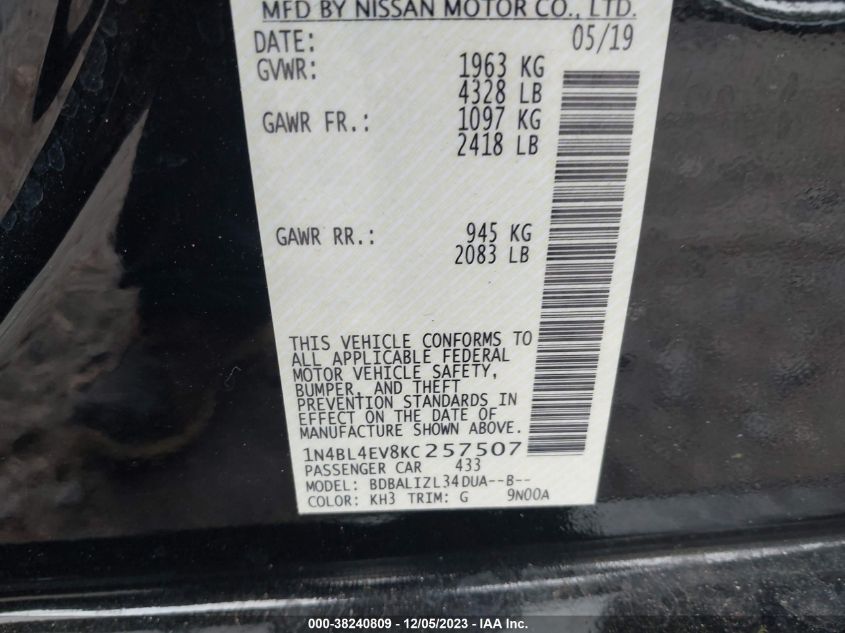 MFD BY NISSAN MOTOR CO., LTD.
DATE: 05/19
GVWR: 1963 KG
4328 LB
GAWR FR.: 1097 KG
2418 LB
GAWR RR.: 945 KG
2083 LB
THIS VEHICLE CONFORMS TO
ALL APPLICABLE FEDERAL
MOTOR VEHICLE SAFETY,
BUMPER, AND THEFT
PREVENTION STANDARDS IN
EFFECT ON THE DATE OF
MANUFACTURE SHOWN ABOVE.
1N4BL4EV8KC257507
PASSENGER CAR 433
MODEL: BDBALIZL34DUA--B--
COLOR: KH3 TRIM: G 9N00A
000-38240809 - 12/05/2023 - IAA Inc.